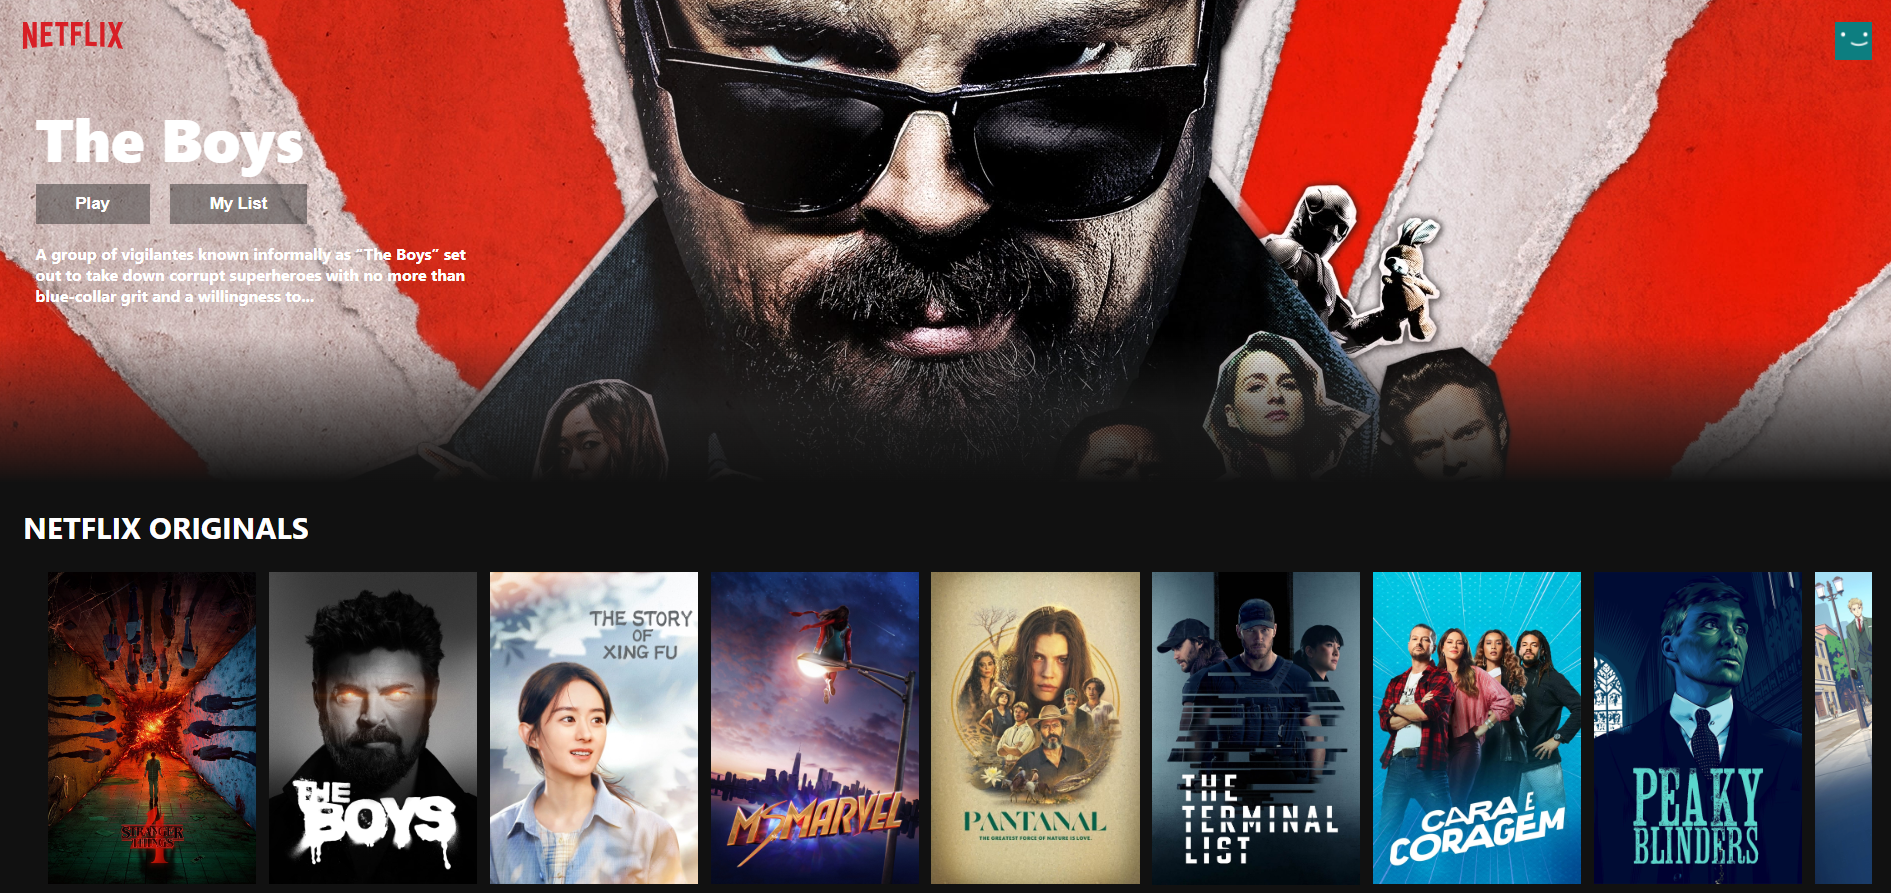 NETFLIX
The Boys
Play
My List
A group of vigilantes known informally as “The Boys” set
out to take down corrupt superheroes with no more than
blue-collar grit and a willingness to...
NETFLIX ORIGINALS
STRANGER
THINGS
4
THE
BOYS
THE STORY
OF
XING FU
MS MARVEL
PANTANAL
THE GREATEST FORCE OF NATURE IS LOVE.
THE
TERMINAL
LIST
CARA E
CORAGEM
PEAKY
BLINDERS